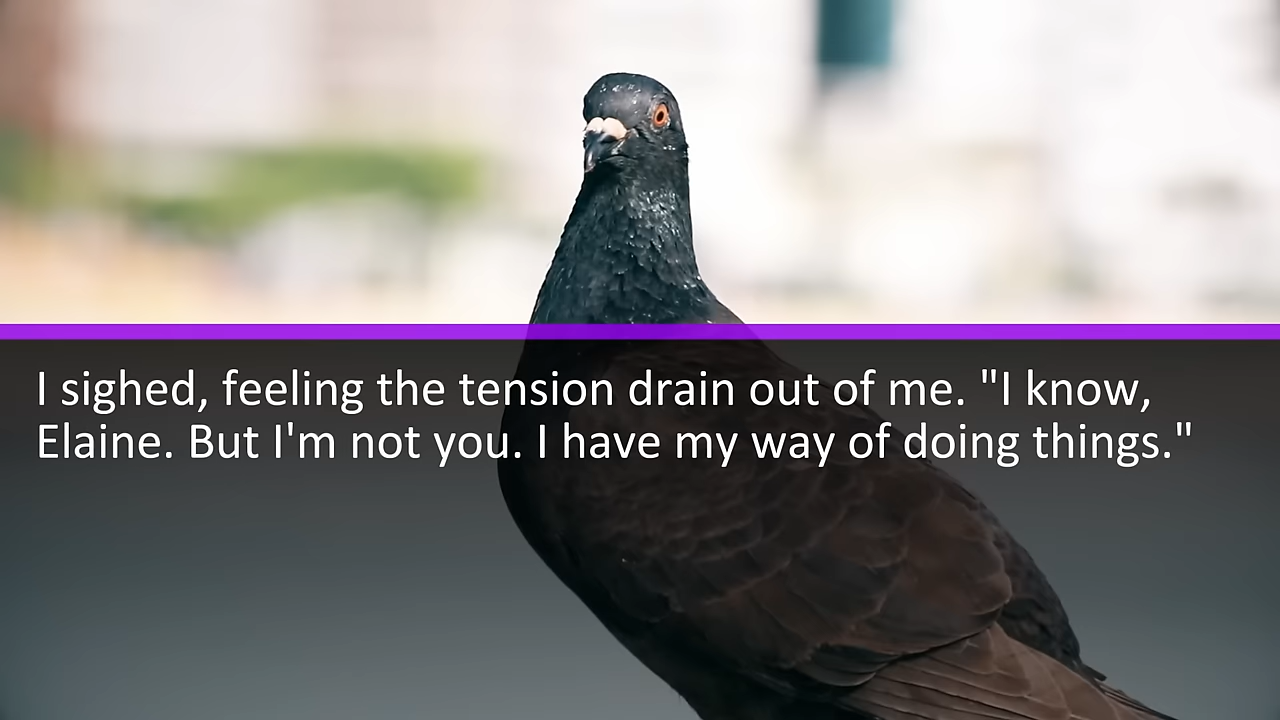 I sighed, feeling the tension drain out of me. "I know,
Elaine. But I'm not you. I have my way of doing things."